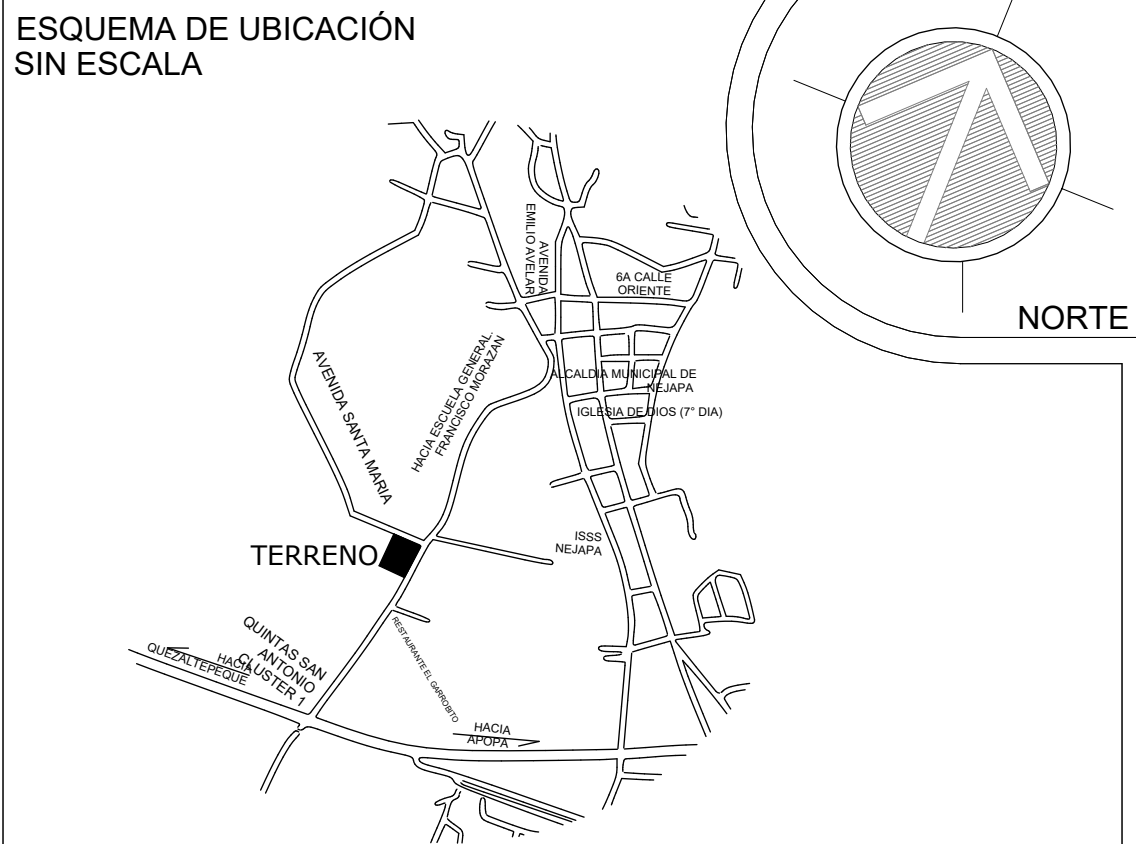 ESQUEMA DE UBICACIÓN
SIN ESCALA
NORTE
AVENIDA
EMILIO AVELAR
6A CALLE
ORIENTE
AVENIDA SANTA MARIA
HACIA ESCUELA GENERAL.
FRANCISCO MORAZAN
ALCALDIA MUNICIPAL DE
NEJAPA
IGLESIA DE DIOS (7° DIA)
ISSS
NEJAPA
TERRENO
QUINTAS SAN
ANTONIO
CLUSTER 1
HACIA
QUEZALTEPEQUE
RESTAURANTE EL GARROBITO
HACIA
APOPA